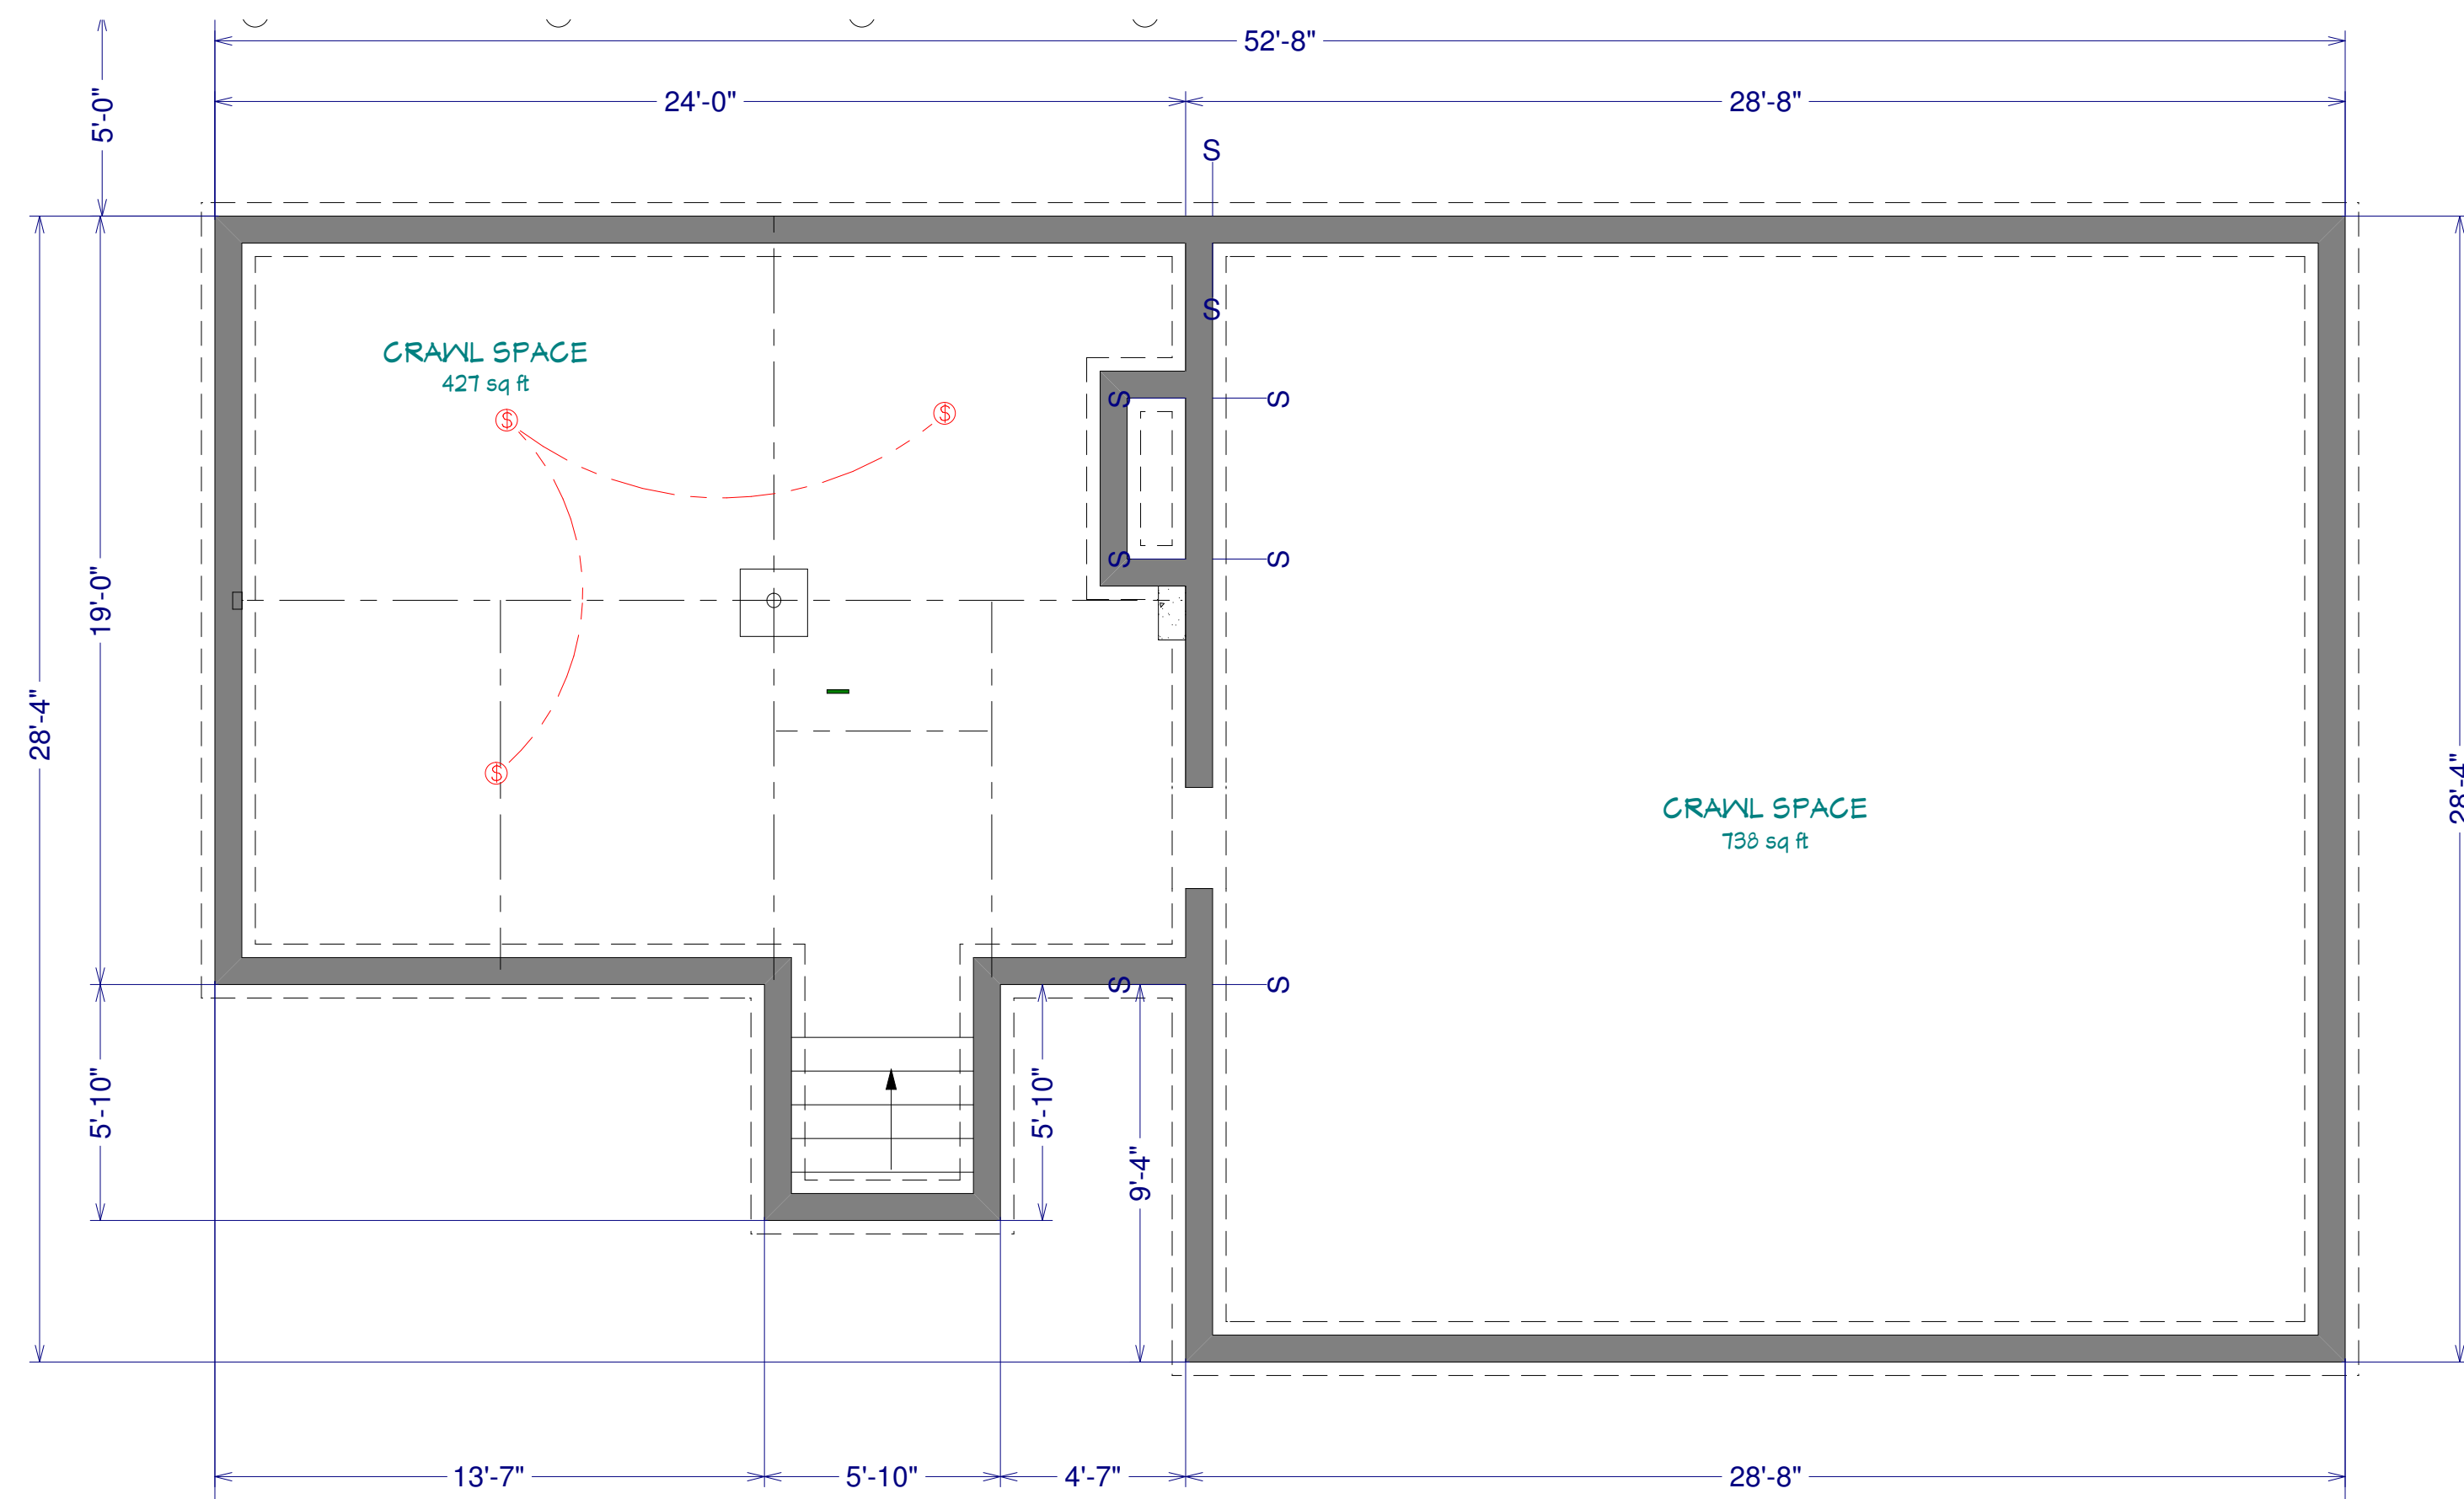 52'-8"
24'-0"
28'-8"
5'-0"
S
S
CRAWL SPACE
427 sq ft
$
$
S
S
S
S
19'-0"
28'-4"
$
CRAWL SPACE
738 sq ft
28'-4"
S
S
5'-10"
5'-10"
9'-4"
13'-7"
5'-10"
4'-7"
28'-8"